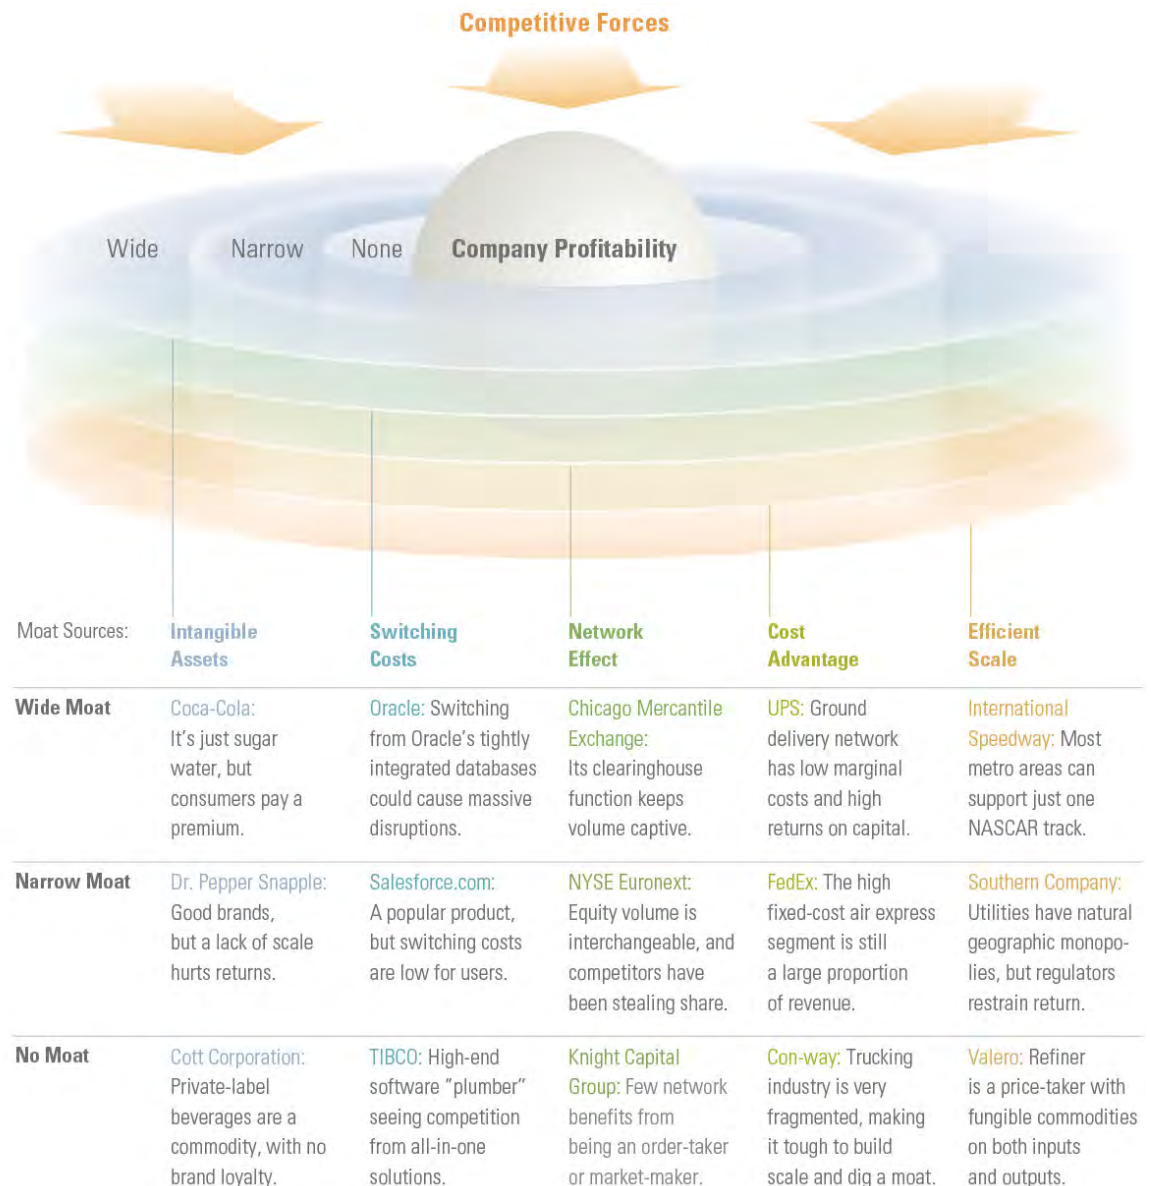 Competitive Forces
Wide Narrow None Company Profitability
Moat Sources:
Intangible
Assets
Switching
Costs
Network
Effect
Cost
Advantage
Efficient
Scale
Wide Moat
Coca-Cola:
It's just sugar
water, but
consumers pay a
premium.
Oracle: Switching
from Oracle's tightly
integrated databases
could cause massive
disruptions.
Chicago Mercantile
Exchange:
Its clearinghouse
function keeps
volume captive.
UPS: Ground
delivery network
has low marginal
costs and high
returns on capital.
International
Speedway: Most
metro areas can
support just one
NASCAR track.
Narrow Moat
Dr. Pepper Snapple:
Good brands,
but a lack of scale
hurts returns.
Salesforce.com:
A popular product,
but switching costs
are low for users.
NYSE Euronext:
Equity volume is
interchangeable, and
competitors have
been stealing share.
FedEx: The high
fixed-cost air express
segment is still
a large proportion
of revenue.
Southern Company:
Utilities have natural
geographic monopo-
lies, but regulators
restrain return.
No Moat
Cott Corporation:
Private-label
beverages are a
commodity, with no
brand loyalty.
TIBCO: High-end
software "plumber"
seeing competition
from all-in-one
solutions.
Knight Capital
Group: Few network
benefits from
being an order-taker
or market-maker.
Con-way: Trucking
industry is very
fragmented, making
it tough to build
scale and dig a moat.
Valero: Refiner
is a price-taker with
fungible commodities
on both inputs
and outputs.